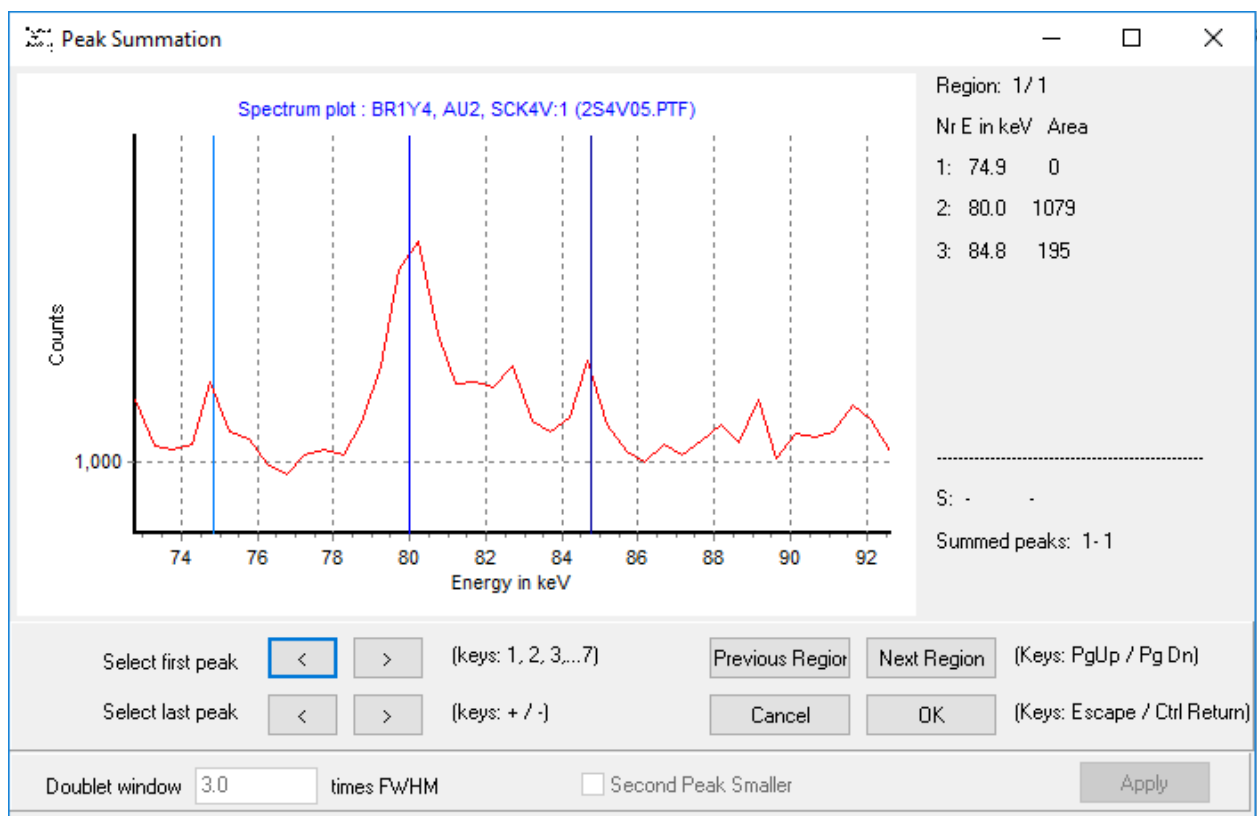 Peak Summation
Spectrum plot : BR1Y4, AU2, SCK4V:1 (2S4V05.PTF)
Counts
1,000
74 76 78 80 82 84 86 88 90 92
Energy in keV
Region: 1/ 1
Nr E in keV Area
1: 74.9 0
2: 80.0 1079
3: 84.8 195
--------------------------------------------
S: - -
Summed peaks: 1- 1
Select first peak < > (keys: 1, 2, 3,...7) Previous Region Next Region (Keys: PgUp / Pg Dn)
Select last peak < > (keys: + / -) Cancel OK (Keys: Escape / Ctrl Return)
Doublet window 3.0 times FWHM Second Peak Smaller Apply